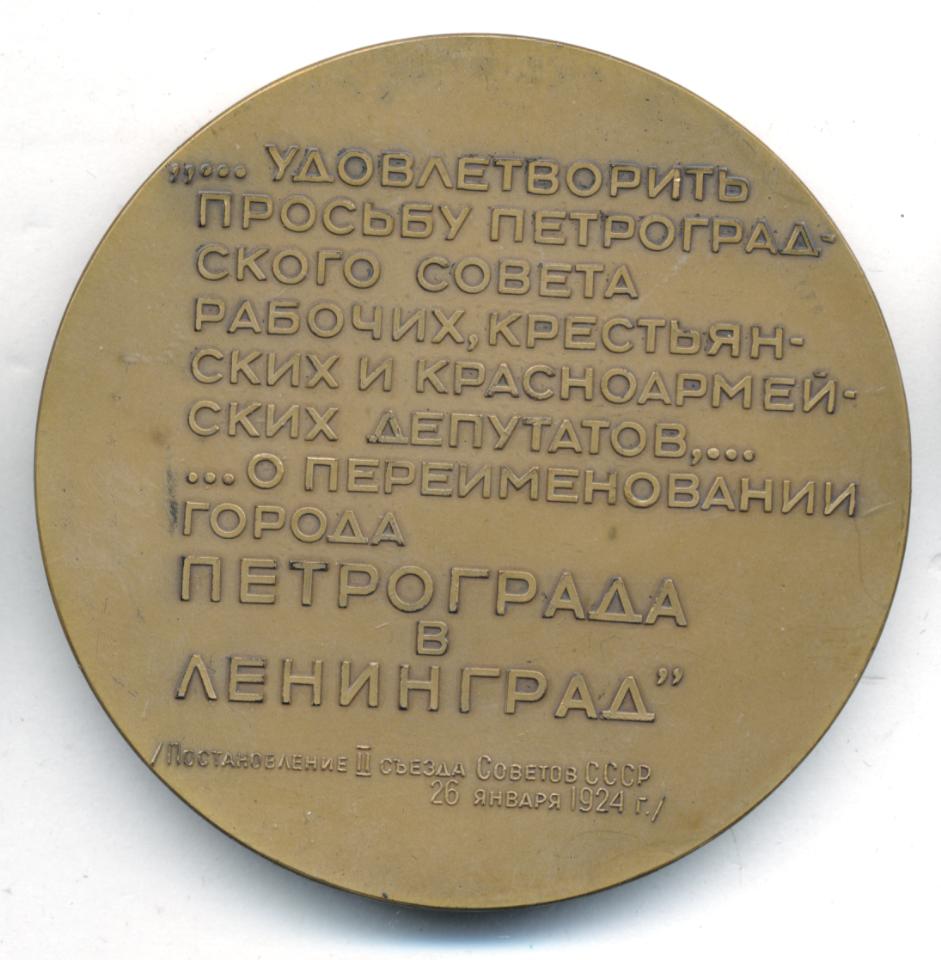 „... УДОВЛЕТВОРИТЬ
ПРОСЬБУ ПЕТРОГРАД-
СКОГО СОВЕТА
РАБОЧИХ, КРЕСТЬЯН-
СКИХ И КРАСНОАРМЕЙ-
СКИХ ДЕПУТАТОВ,...
...О ПЕРЕИМЕНОВАНИИ
ГОРОДА
ПЕТРОГРАДА
В
ЛЕНИНГРАД”
/ПОСТАНОВЛЕНИЕ II СЪЕЗДА СОВЕТОВ СССР
26 ЯНВАРЯ 1924 Г./